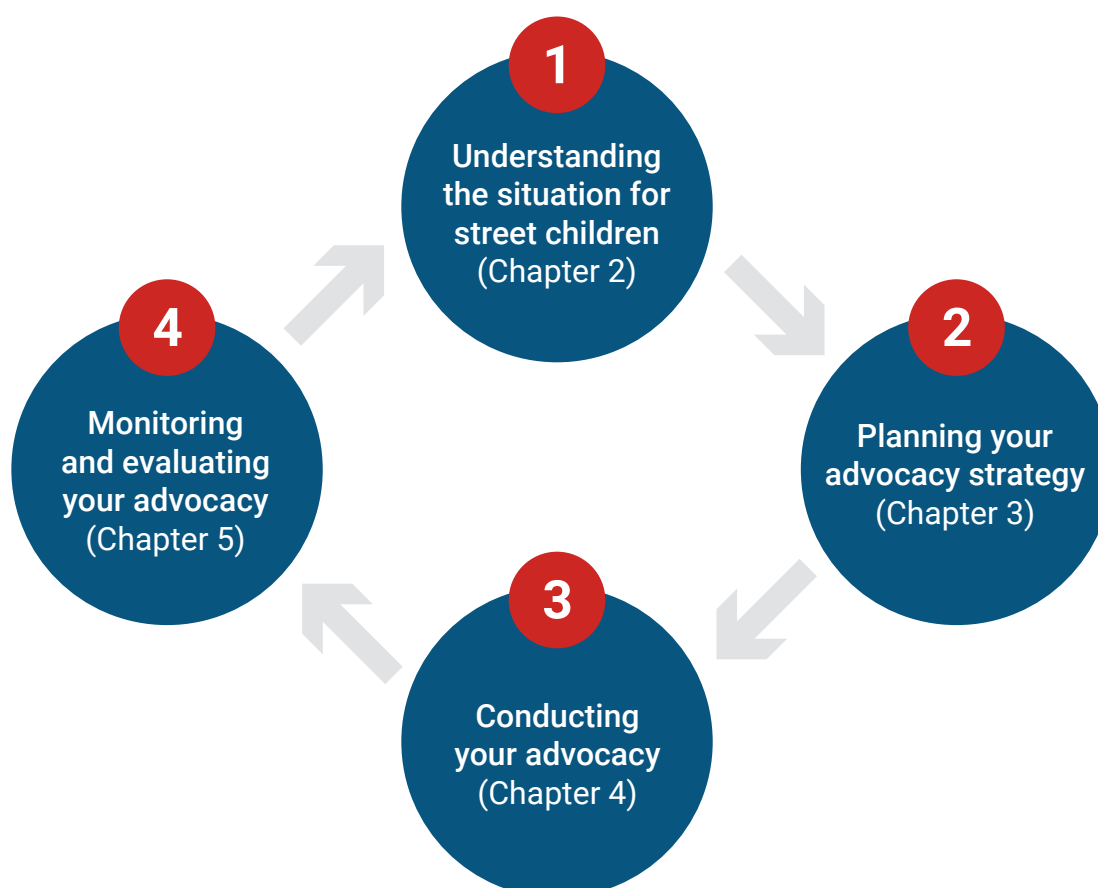 1
Understanding
the situation for
street children
(Chapter 2)
2
Planning your
advocacy strategy
(Chapter 3)
3
Conducting
your advocacy
(Chapter 4)
4
Monitoring
and evaluating
your advocacy
(Chapter 5)